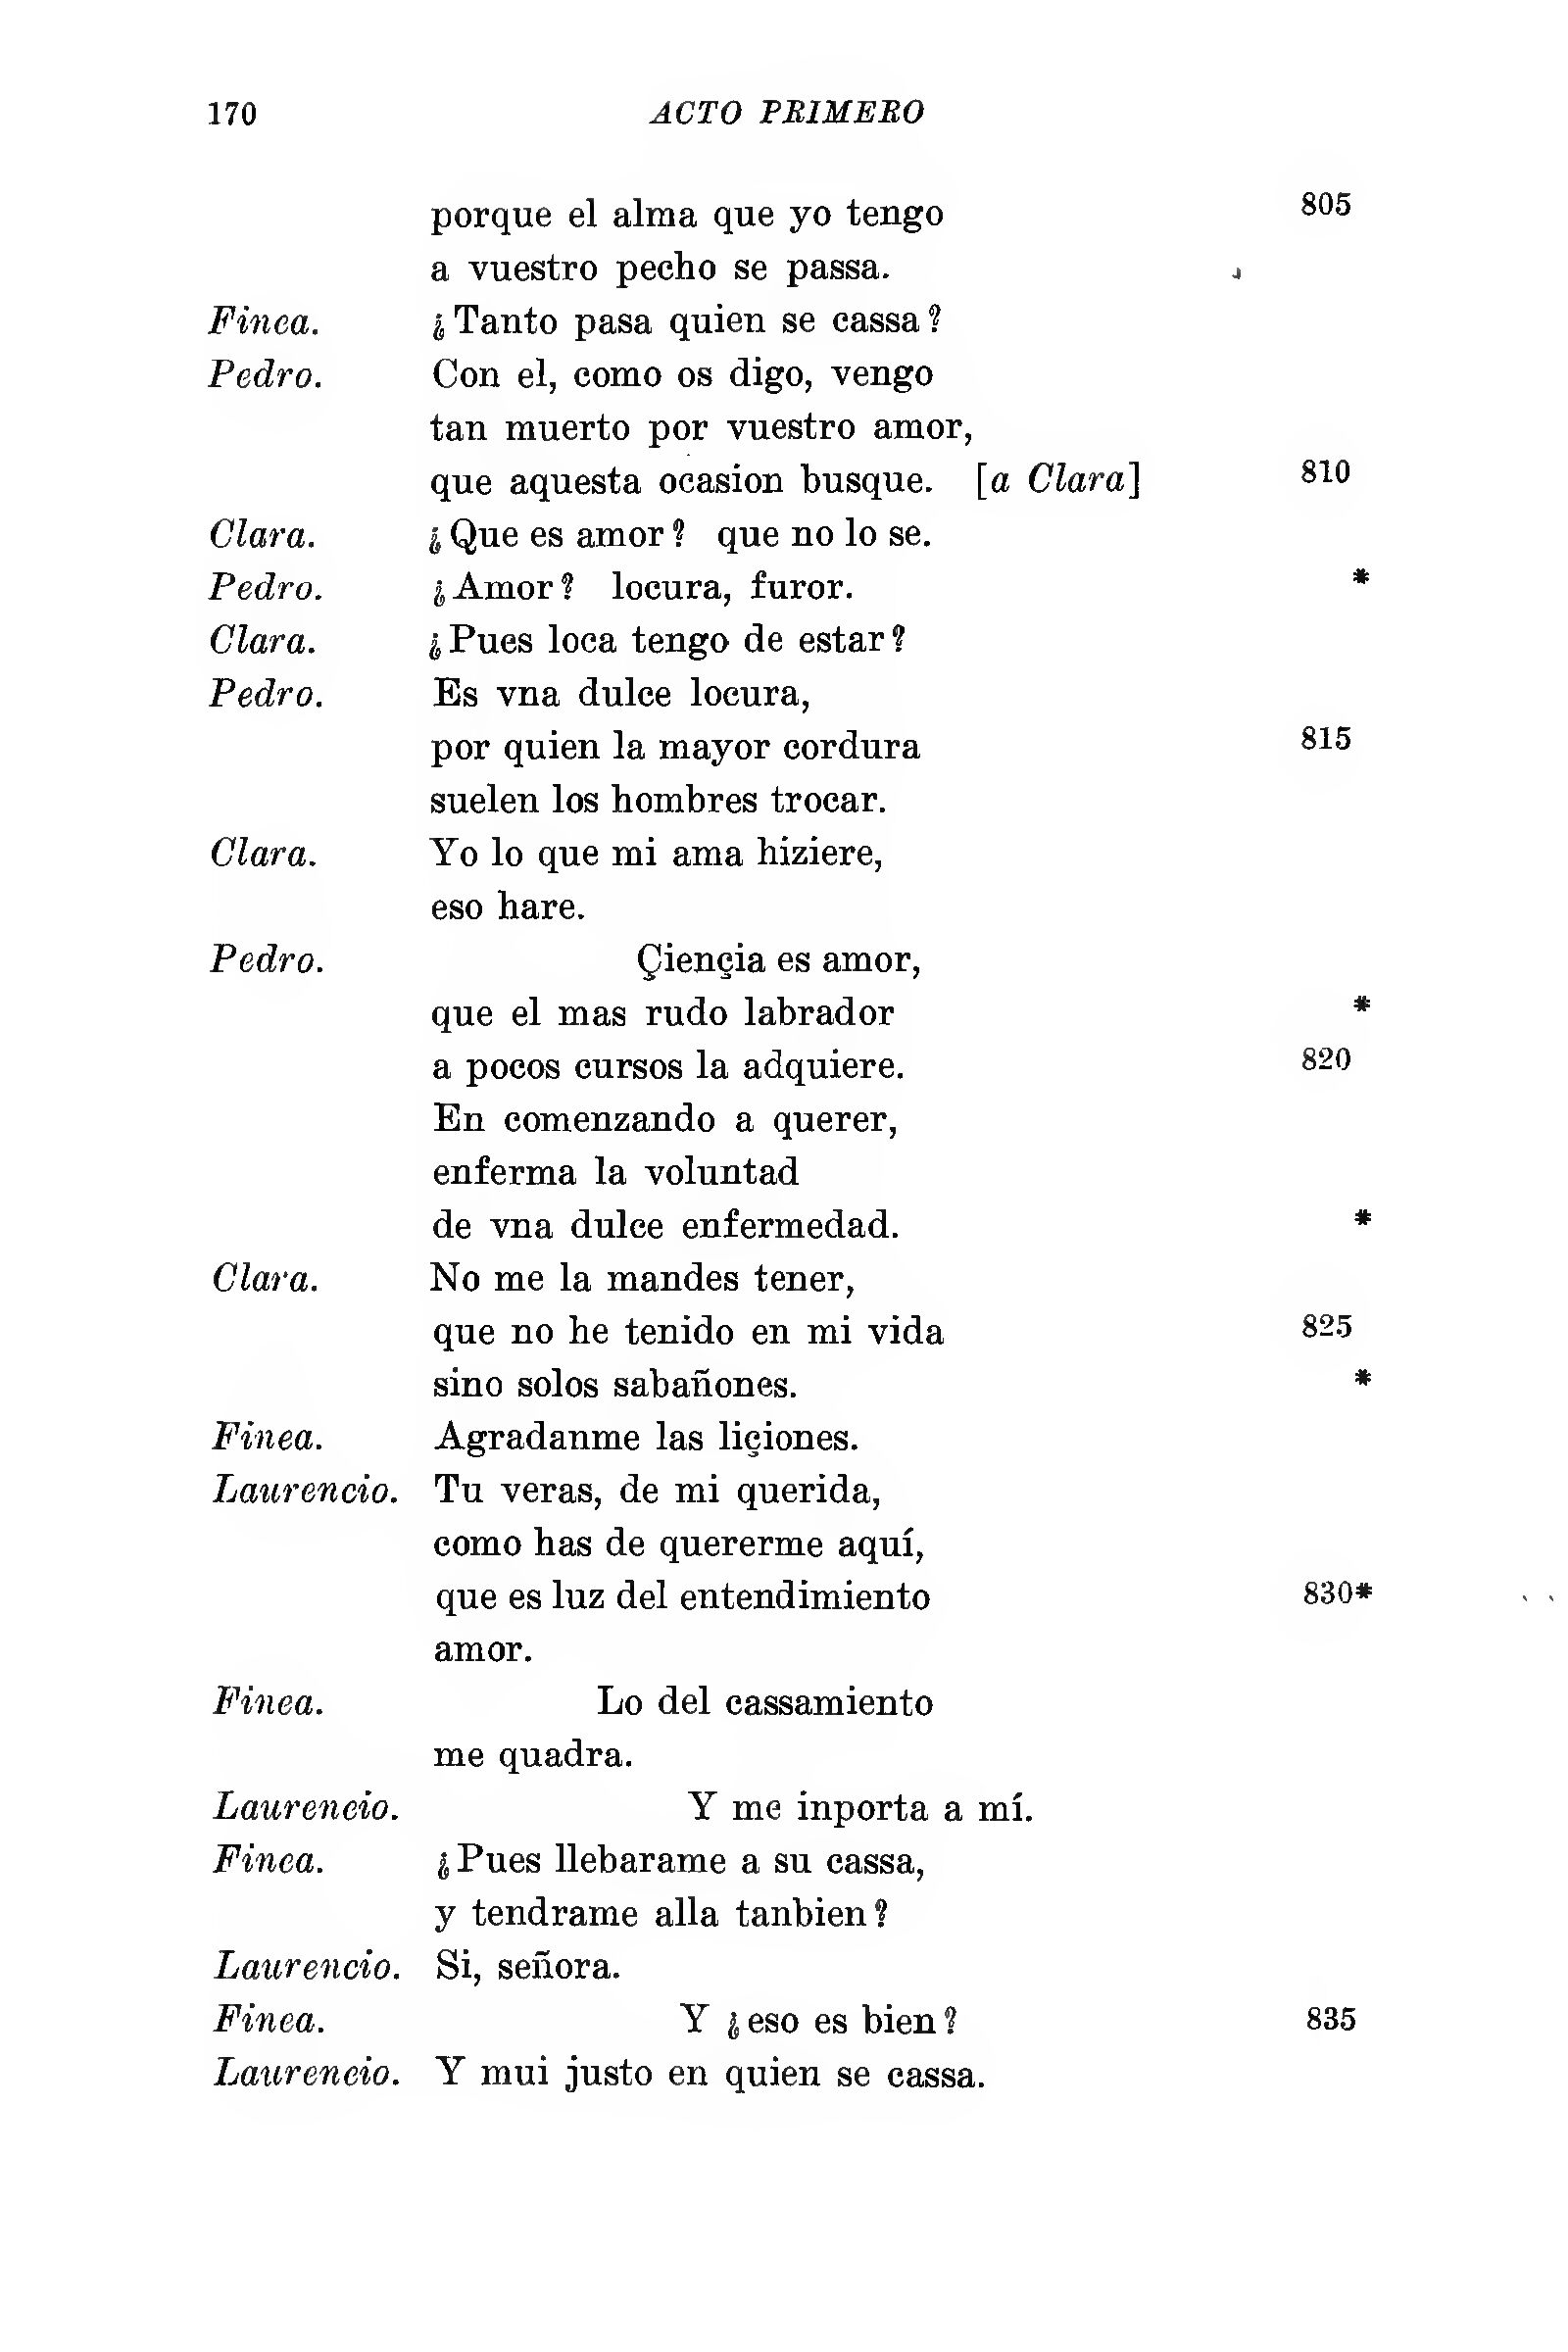 170 ACTO PRIMERO
porque el alma que yo tengo 805
a vuestro pecho se passa.
Finea. ¿Tanto pasa quien se cassa?
Pedro. Con el, como os digo, vengo
tan muerto por vuestro amor,
que aquesta ocasion busque. [a Clara] 810
Clara. ¿Que es amor? que no lo se.
Pedro. ¿Amor? locura, furor. *
Clara. ¿Pues loca tengo de estar?
Pedro. Es vna dulce locura,
por quien la mayor cordura 815
suelen los hombres trocar.
Clara. Yo lo que mi ama hiziere,
eso hare.
Pedro. Çiençia es amor,
que el mas rudo labrador *
a pocos cursos la adquiere. 820
En comenzando a querer,
enferma la voluntad
de vna dulce enfermedad. *
Clara. No me la mandes tener,
que no he tenido en mi vida 825
sino solos sabañones. *
Finea. Agradanme las liçiones.
Laurencio. Tu veras, de mi querida,
como has de quererme aquí,
que es luz del entendimiento 830*
amor.
Finea. Lo del cassamiento
me quadra.
Laurencio. Y me inporta a mí.
Finea. ¿Pues llebarame a su cassa,
y tendrame alla tanbien?
Laurencio. Si, señora.
Finea. Y ¿eso es bien? 835
Laurencio. Y mui justo en quien se cassa.